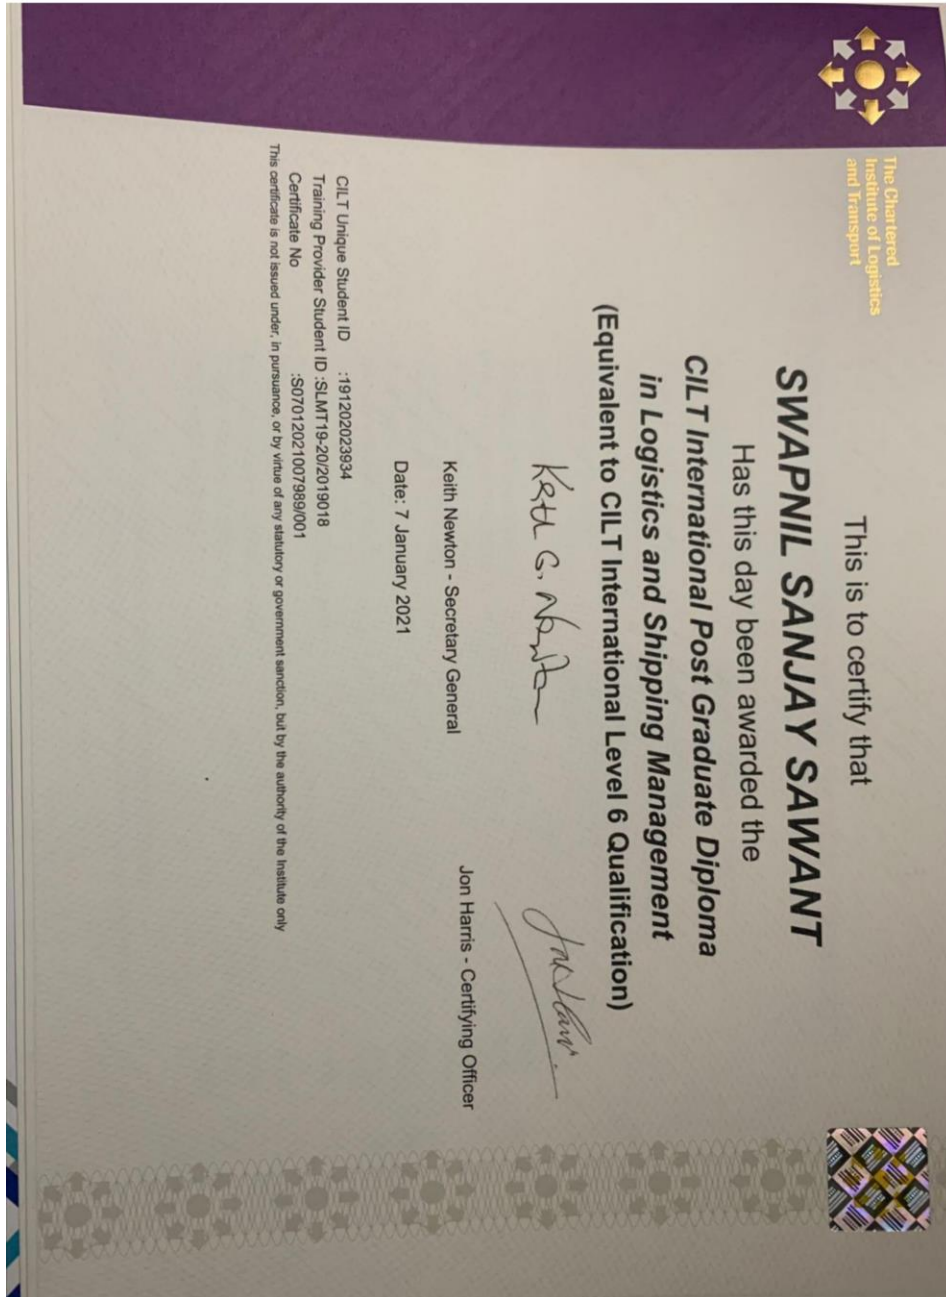 The Chartered
Institute of Logistics
and Transport
This is to certify that
SWAPNIL SANJAY SAWANT
Has this day been awarded the
CILT International Post Graduate Diploma
in Logistics and Shipping Management
(Equivalent to CILT International Level 6 Qualification)
Keith G. Newton
Keith Newton - Secretary General
Jon Harris - Certifying Officer
Date: 7 January 2021
CILT Unique Student ID :191202023934
Training Provider Student ID :SLMT19-20/2019018
Certificate No :S07012021007989/001
This certificate is not issued under, in pursuance, or by virtue of any statutory or government sanction, but by the authority of the Institute only